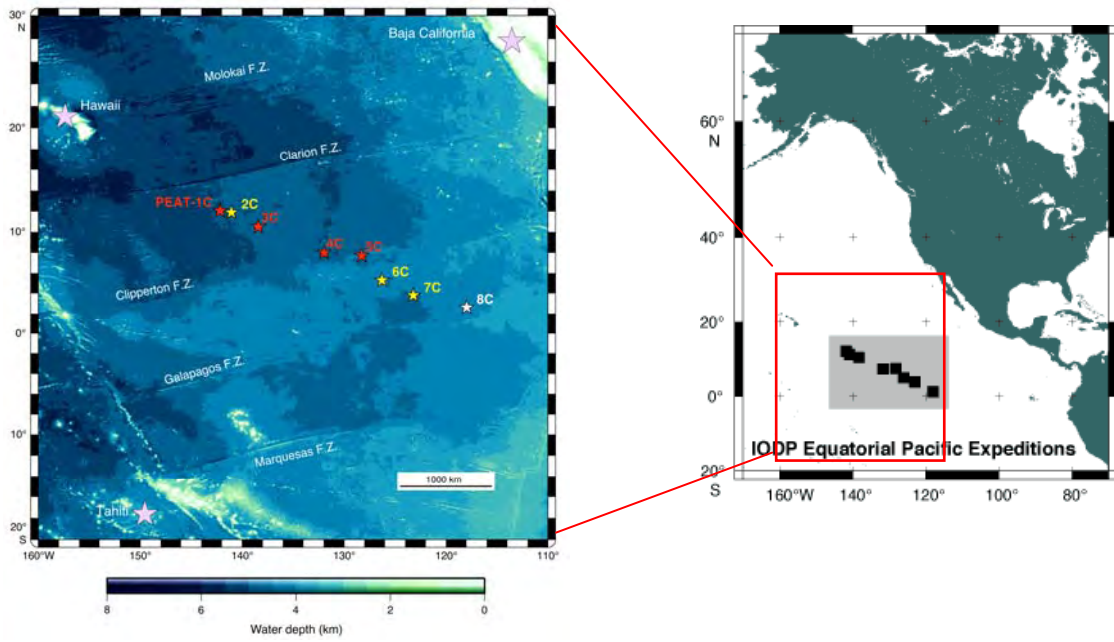 30°
N
20°
10°
0°
10°
20°
S
Baja California
Molokai F.Z.
Hawaii
Clarion F.Z.
PEAT-1C
2C
3C
4C
5C
6C
7C
8C
Clipperton F.Z.
Galapagos F.Z.
Marquesas F.Z.
1000 km
Tahiti
160°W
150°
140°
130°
120°
110°
8 6 4 2 0
Water depth (km)
60°
N
40°
20°
0°
20°
S
IODP Equatorial Pacific Expeditions
160°W 140° 120° 100° 80°